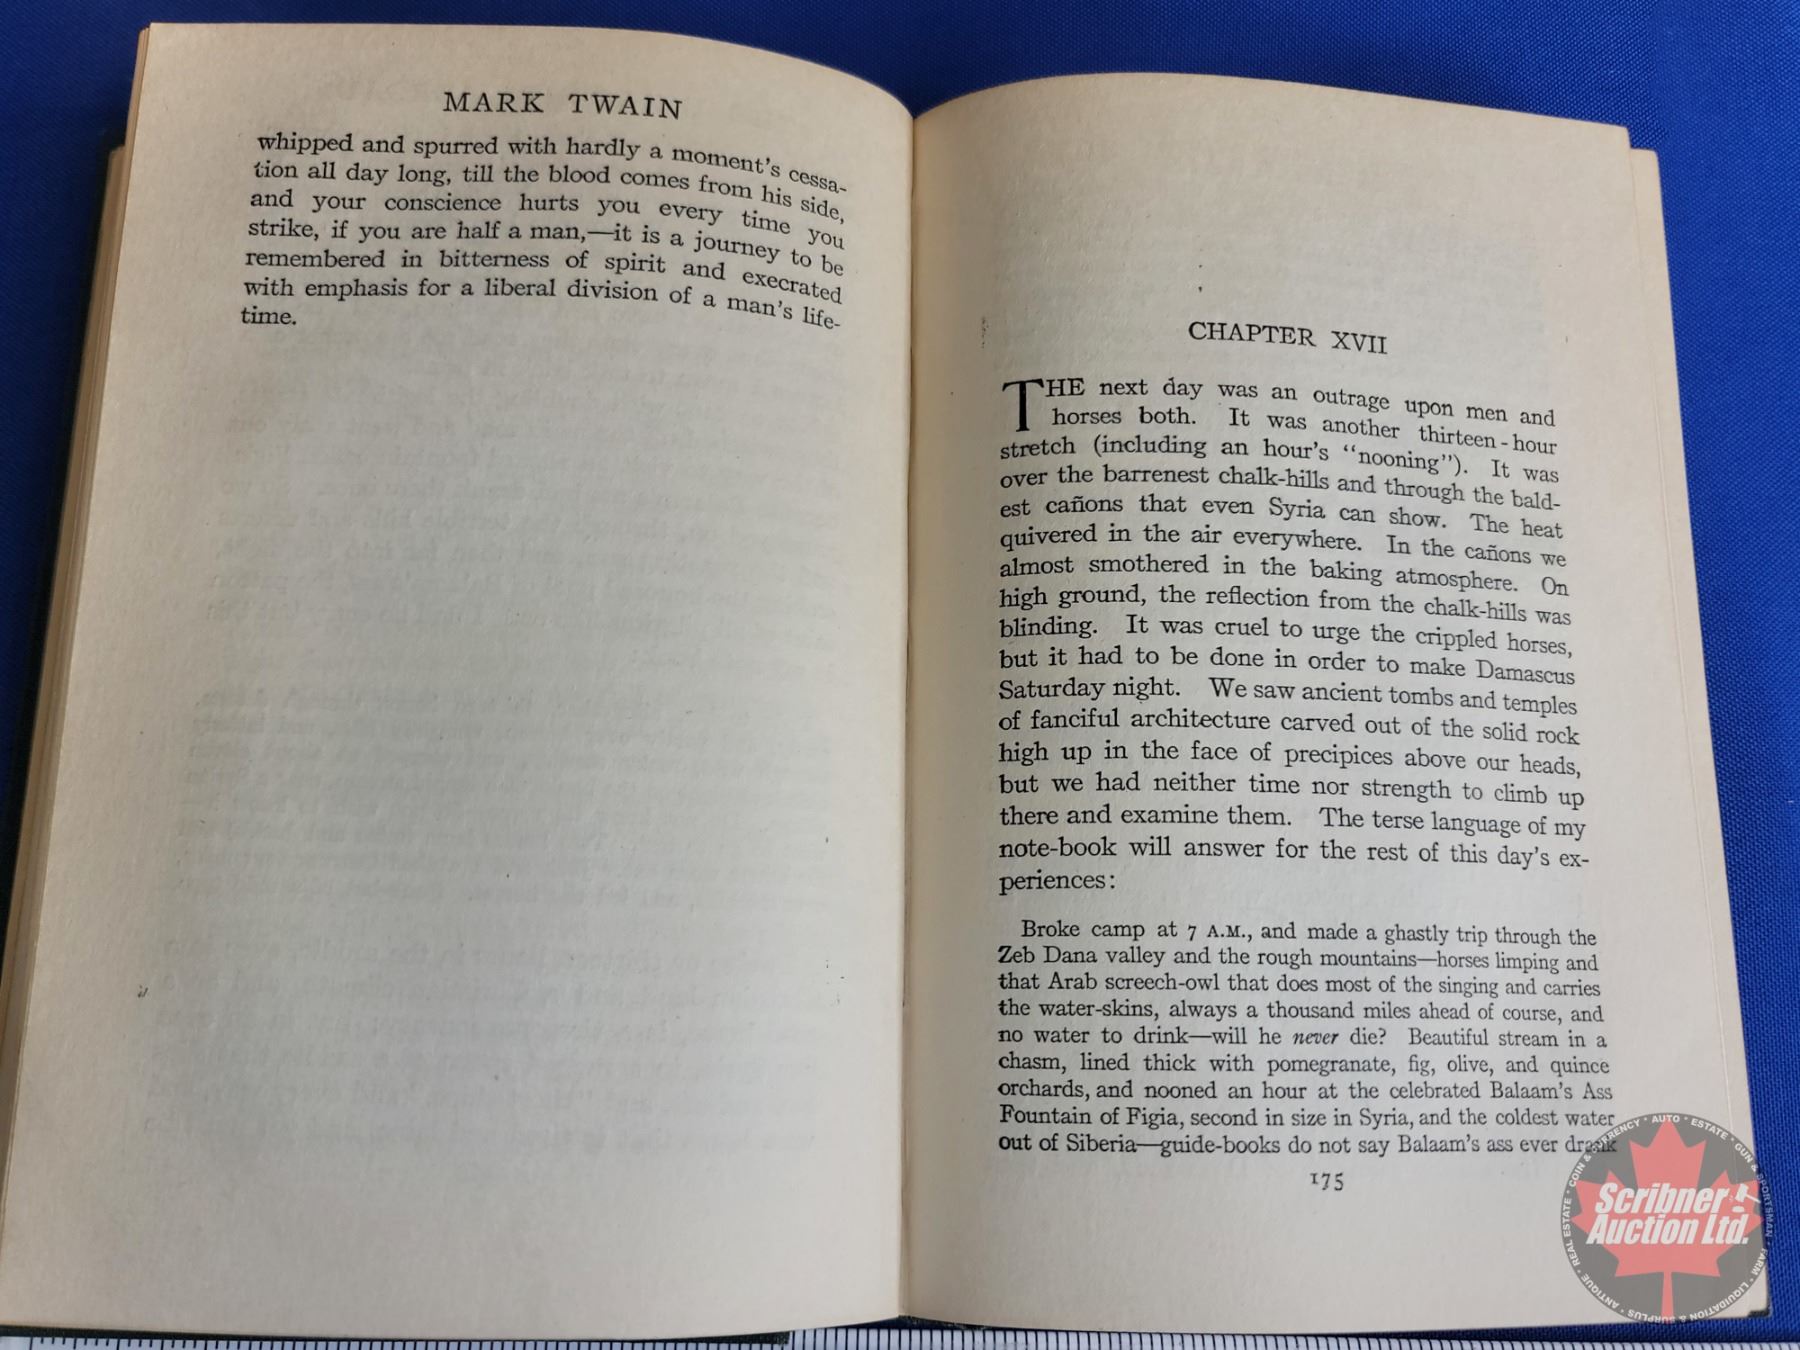 MARK TWAIN
whipped and spurred with hardly a moment's cessa-
tion all day long, till the blood comes from his side,
and your conscience hurts you every time you
strike, if you are half a man,—it is a journey to be
remembered in bitterness of spirit and execrated
with emphasis for a liberal division of a man's life-
time.
CHAPTER XVII
THE next day was an outrage upon men and
horses both. It was another thirteen-hour
stretch (including an hour's "nooning"). It was
over the barrenest chalk-hills and through the bald-
est cañons that even Syria can show. The heat
quivered in the air everywhere. In the cañons we
almost smothered in the baking atmosphere. On
high ground, the reflection from the chalk-hills was
blinding. It was cruel to urge the crippled horses,
but it had to be done in order to make Damascus
Saturday night. We saw ancient tombs and temples
of fanciful architecture carved out of the solid rock
high up in the face of precipices above our heads,
but we had neither time nor strength to climb up
there and examine them. The terse language of my
note-book will answer for the rest of this day's ex-
periences:
Broke camp at 7 A.M., and made a ghastly trip through the
Zeb Dana valley and the rough mountains—horses limping and
that Arab screech-owl that does most of the singing and carries
the water-skins, always a thousand miles ahead of course, and
no water to drink—will he never die? Beautiful stream in a
chasm, lined thick with pomegranate, fig, olive, and quince
orchards, and nooned an hour at the celebrated Balaam's Ass
Fountain of Figia, second in size in Syria, and the coldest water
out of Siberia—guide-books do not say Balaam's ass ever drank
175
Scribner
Auction Ltd.
AUTO • ESTATE • GUN & SPORTSMAN • FARM • LIQUIDATION & SURPLUS • ANTIQUE • REAL ESTATE • COIN & CURRENCY